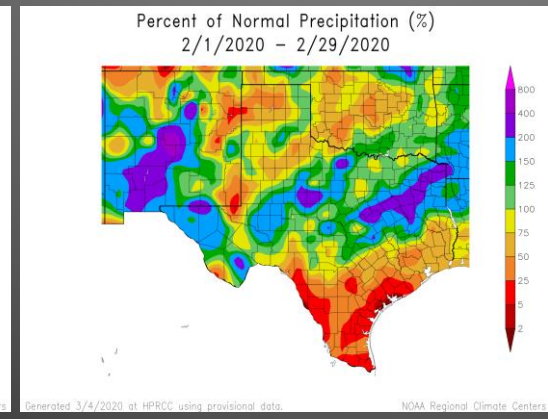 Percent of Normal Precipitation (%)
2/1/2020 – 2/29/2020
800
400
200
150
125
100
75
50
25
5
2
rs
Generated 3/4/2020 at HPRCC using provisional data.
NOAA Regional Climate Centers